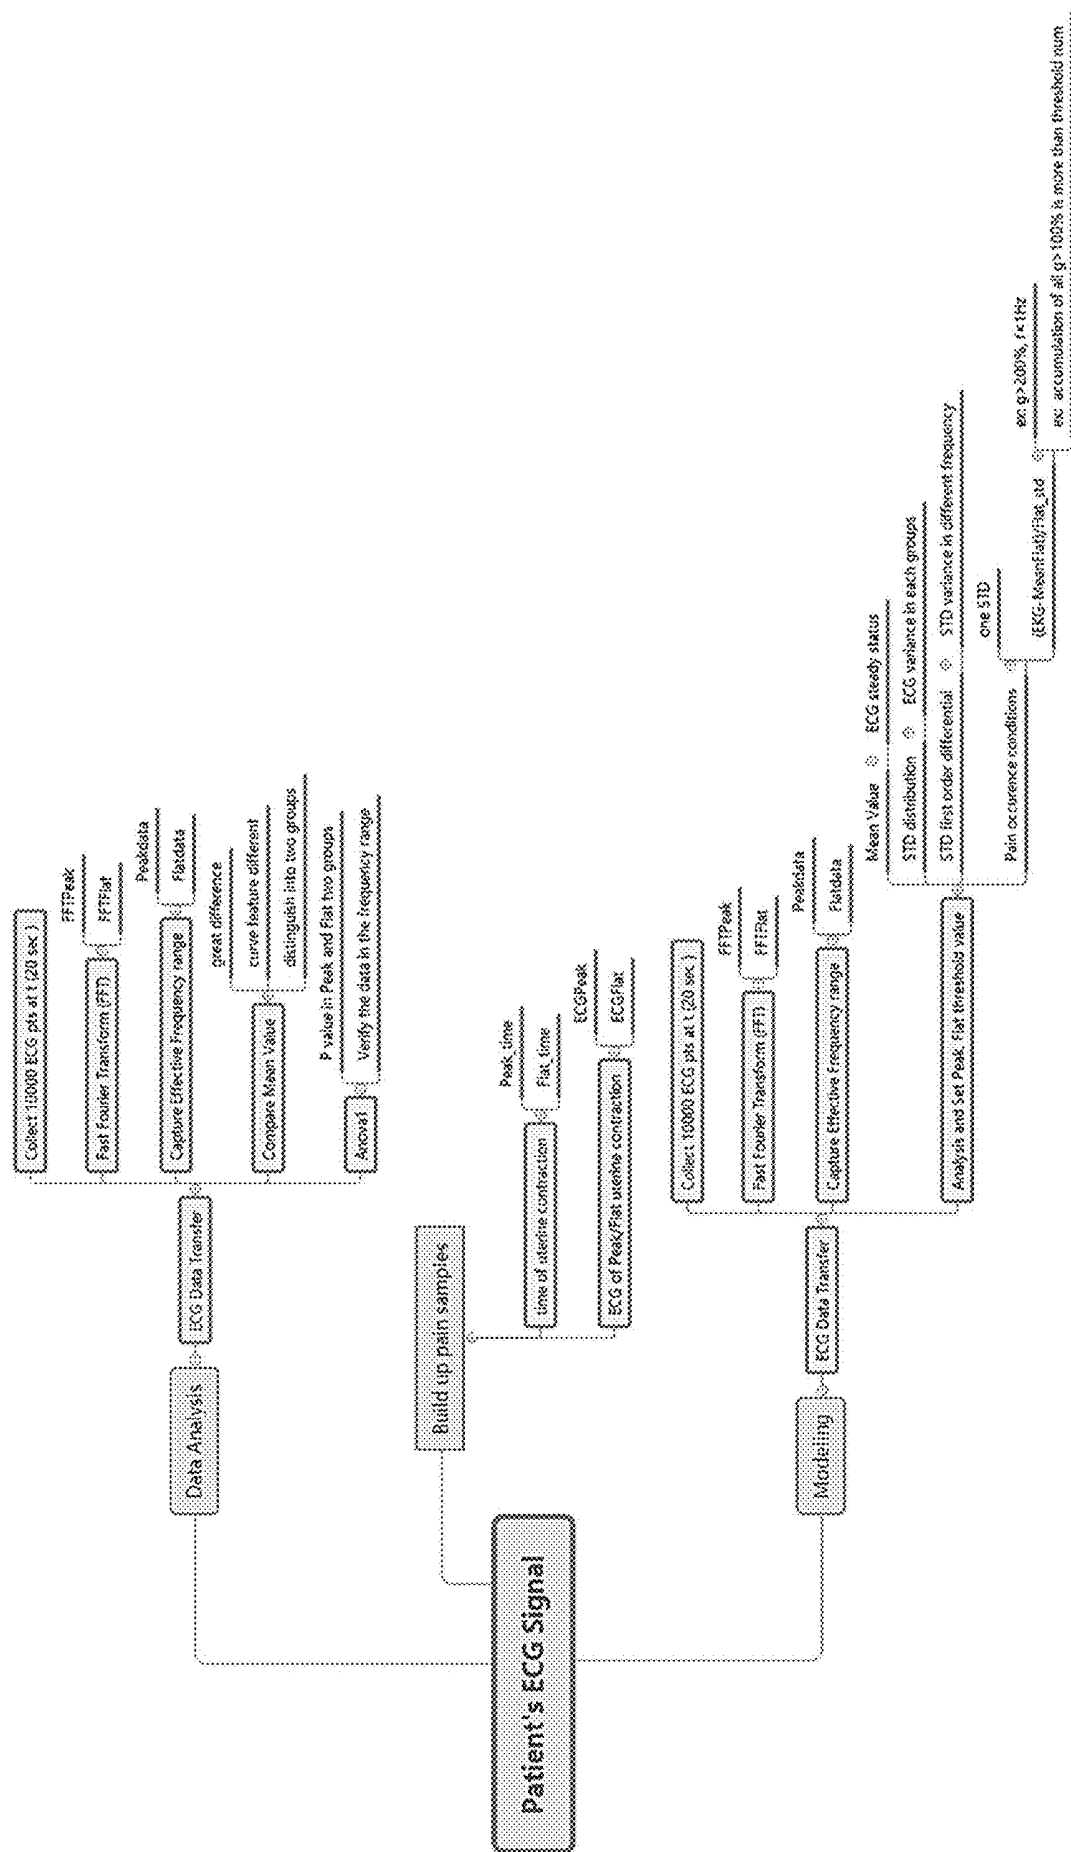 Patient's ECG Signal
Data Analysis
ECG Data Transfer
Collect 10000 ECG pts at t (20 sec )
Fast Fourier Transform (FFT)
FFTPeak
FFTFlat
Capture Effective Frequency range
Peakdata
Flatdata
Compare Mean Value
great difference
curve feature different
distinguish into two groups
Anova1
P value in Peak and Flat two groups
Verify the data in the frequency range
Build up pain samples
time of uterine contraction
Peak_time
Flat_time
ECG of Peak/Flat uterine contraction
ECGPeak
ECGFlat
Modeling
ECG Data Transfer
Collect 10000 ECG pts at t (20 sec )
Fast Fourier Transform (FFT)
FFTPeak
FFTFlat
Capture Effective Frequency range
Peakdata
Flatdata
Analysis and Set Peak, Flat threshold value
Mean Value
ECG steady status
STD distribution
ECG variance in each groups
STD first order differential
STD variance in different frequency
Pain occurence conditions
one STD
(EKG-MeanFlat)/Flat_std
ex: g>200%, f<1Hz
ex: accumulation of all g>100% is more than threshold num